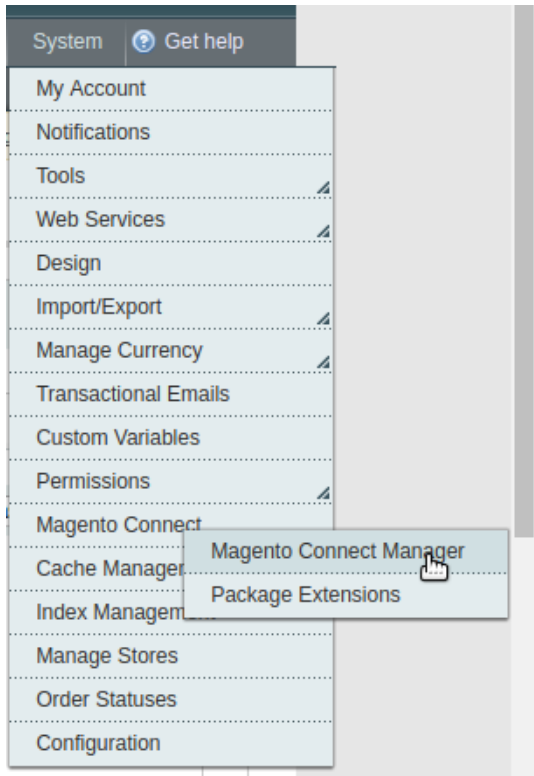 System
Get help
My Account
Notifications
Tools
Web Services
Design
Import/Export
Manage Currency
Transactional Emails
Custom Variables
Permissions
Magento Connect
Magento Connect Manager
Cache Manager
Package Extensions
Index
Manage Stores
Order Statuses
Configuration